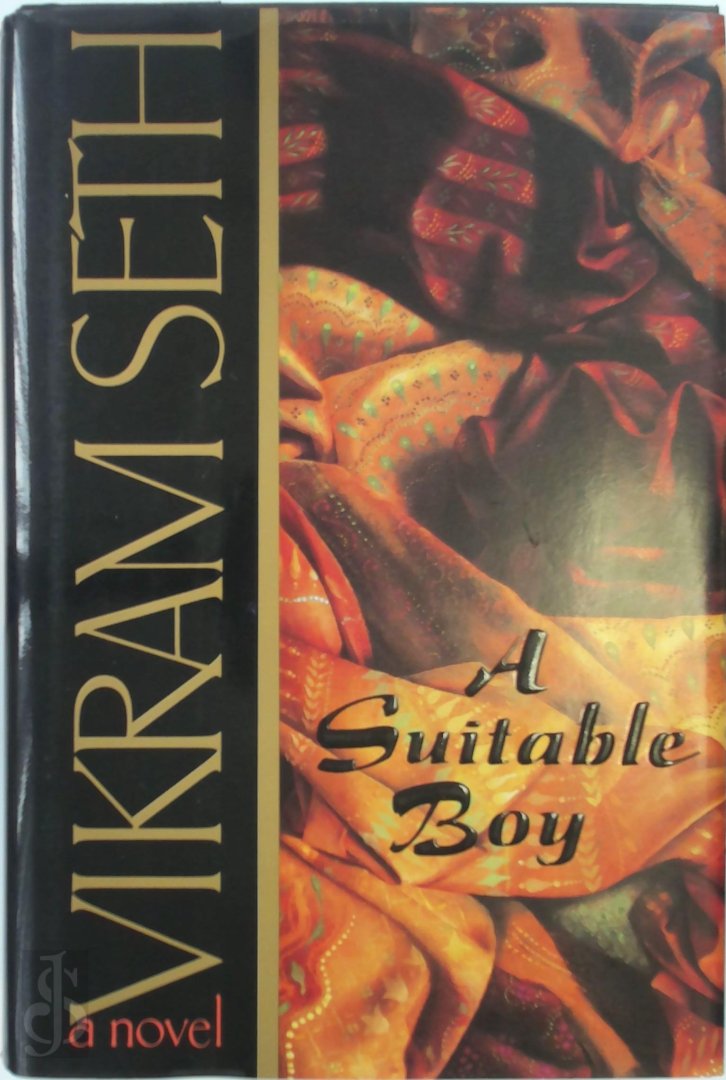 VIKRAM SETH
a novel
A
Suitable
Boy